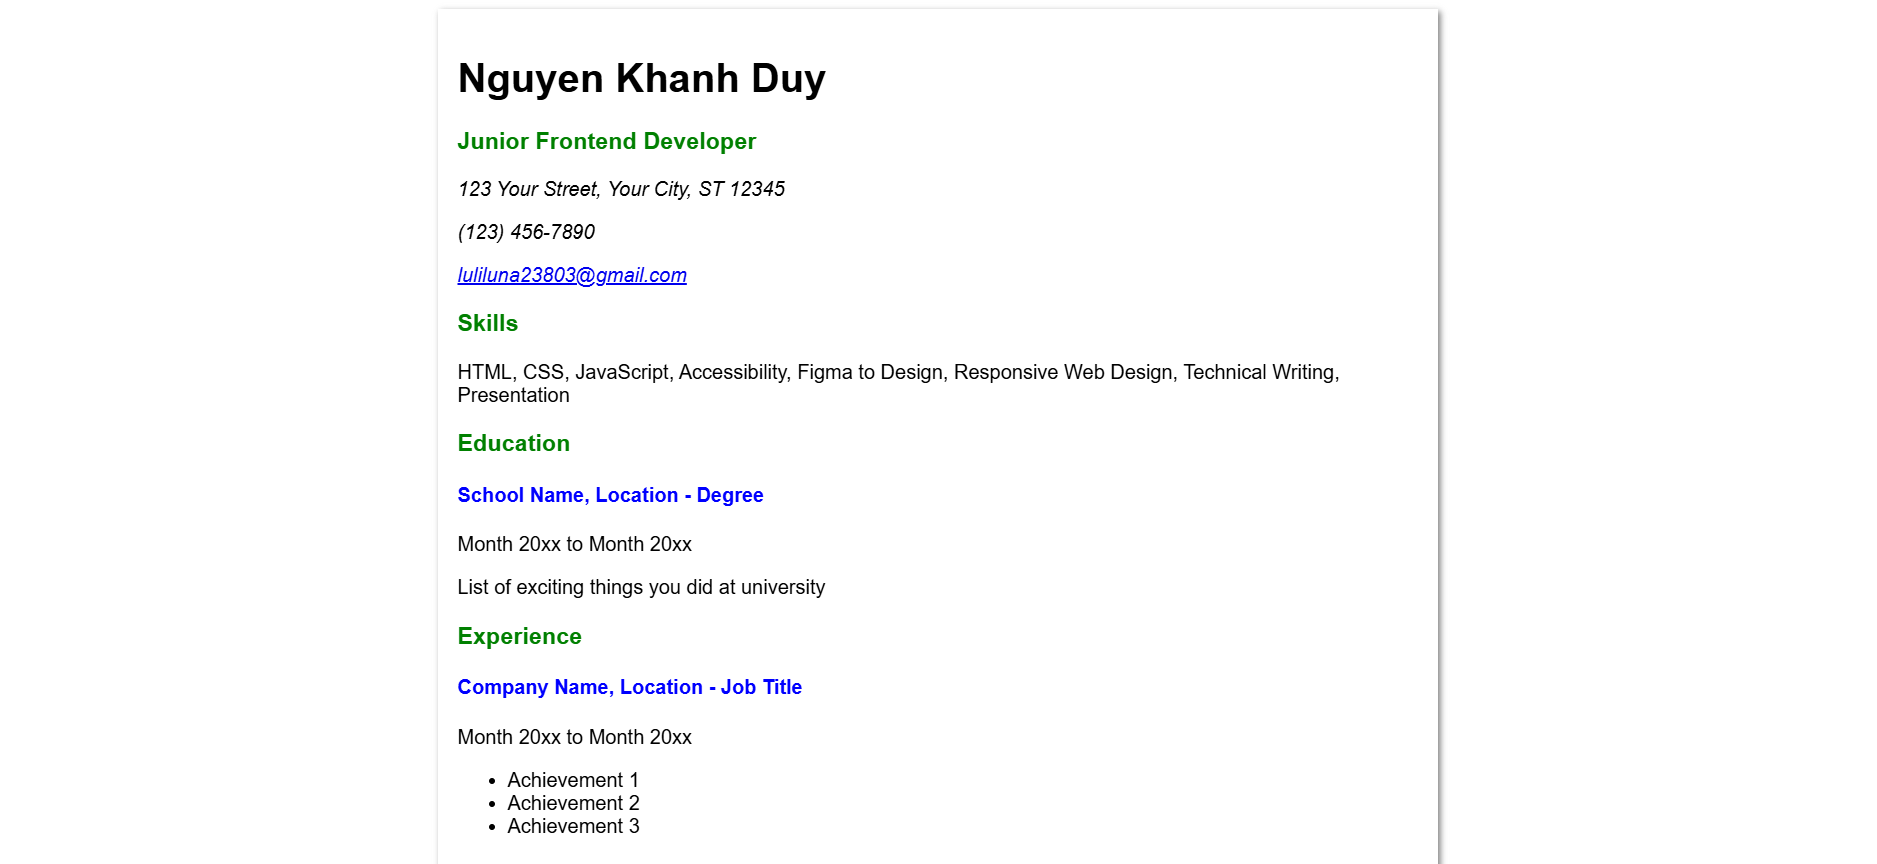 Nguyen Khanh Duy
Junior Frontend Developer
123 Your Street, Your City, ST 12345
(123) 456-7890
luliluna23803@gmail.com
Skills
HTML, CSS, JavaScript, Accessibility, Figma to Design, Responsive Web Design, Technical Writing,
Presentation
Education
School Name, Location - Degree
Month 20xx to Month 20xx
List of exciting things you did at university
Experience
Company Name, Location - Job Title
Month 20xx to Month 20xx
• Achievement 1
• Achievement 2
• Achievement 3